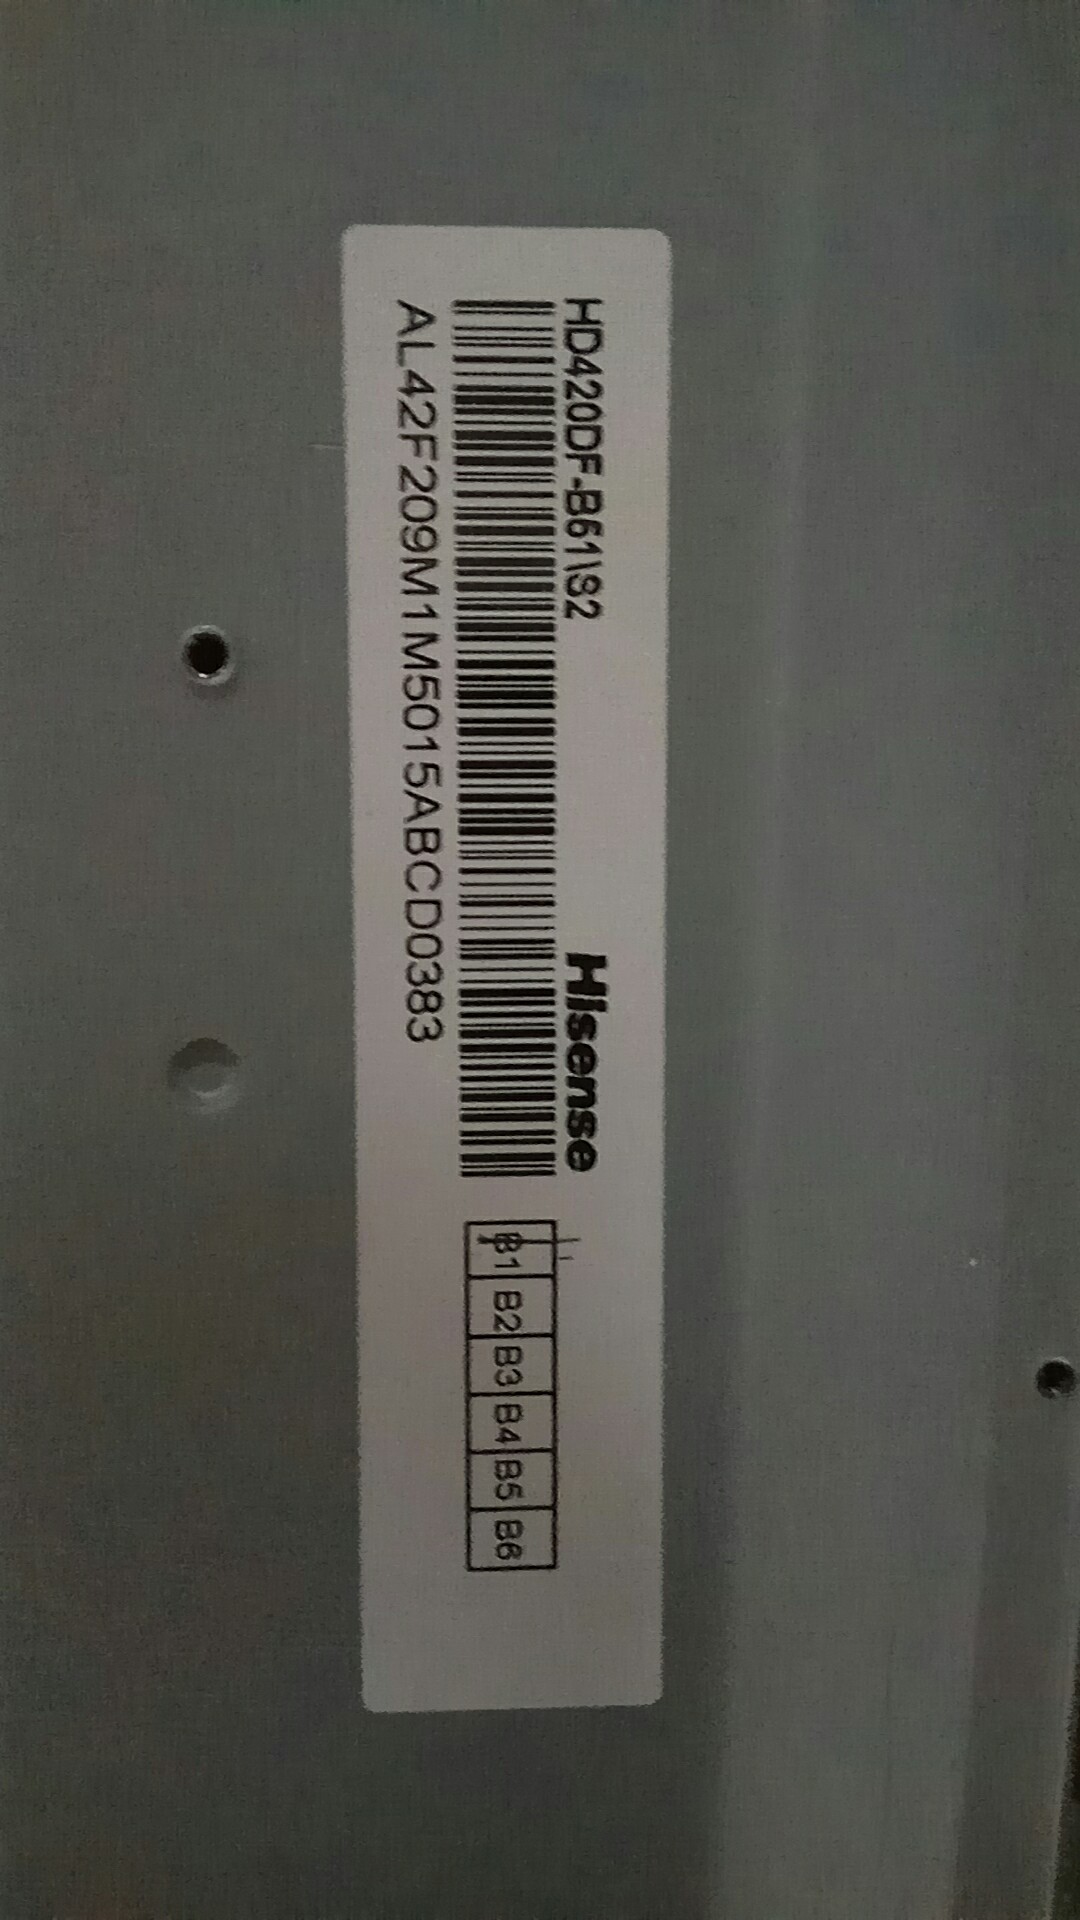 HD420DF-B61\S2
Hisense
AL42F209M1M5015ABCD0383
B1 B2 B3 B4 B5 B6